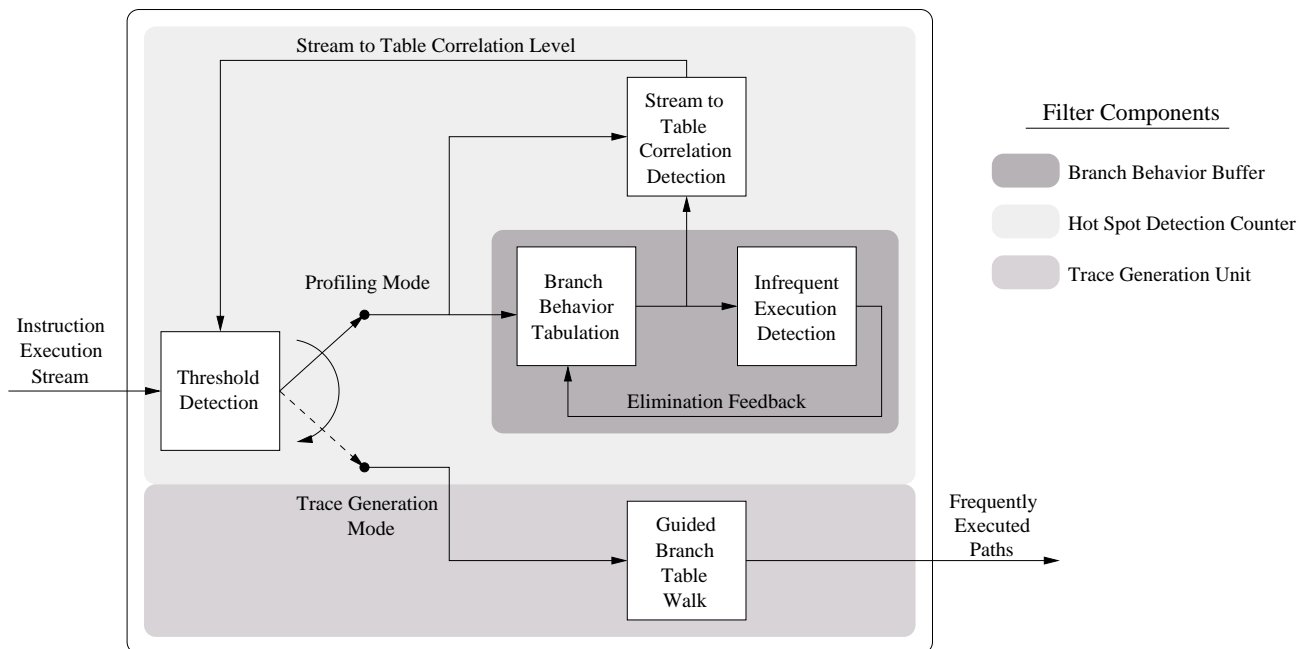 Stream to Table Correlation Level
Stream to
Table
Correlation
Detection
Filter Components
Branch Behavior Buffer
Hot Spot Detection Counter
Trace Generation Unit
Profiling Mode
Branch
Behavior
Tabulation
Infrequent
Execution
Detection
Elimination Feedback
Instruction
Execution
Stream
Threshold
Detection
Trace Generation
Mode
Guided
Branch
Table
Walk
Frequently
Executed
Paths